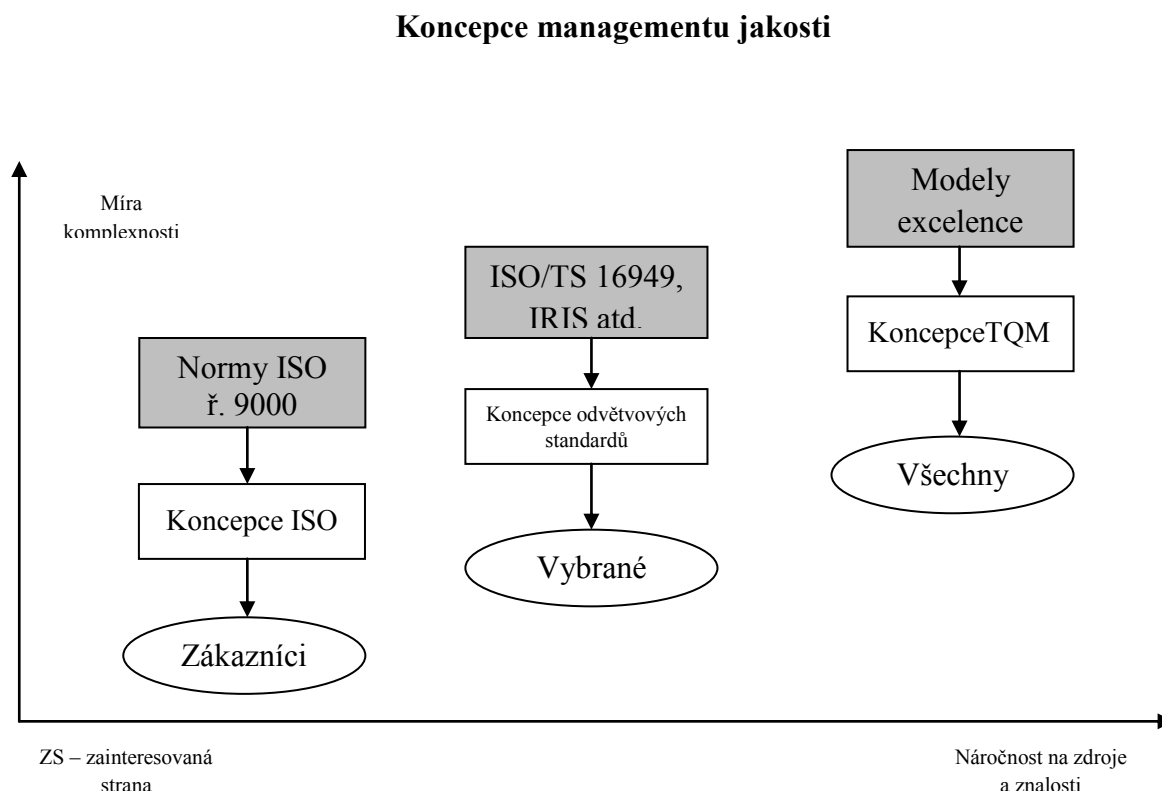 Koncepce managementu jakosti
Míra
komplexnosti
Modely
excelence
ISO/TS 16949,
IRIS atd.
KoncepceTQM
Normy ISO
ř. 9000
Koncepce odvětvových
standardů
Všechny
Koncepce ISO
Vybrané
Zákazníci
ZS – zainteresovaná
strana
Náročnost na zdroje
a znalosti